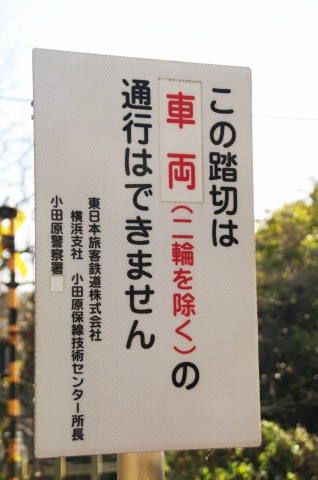 この踏切は
車両(二輪を除く)の
通行はできません
東日本旅客鉄道株式会社
横浜支社 小田原保線技術センター所長
小田原警察署